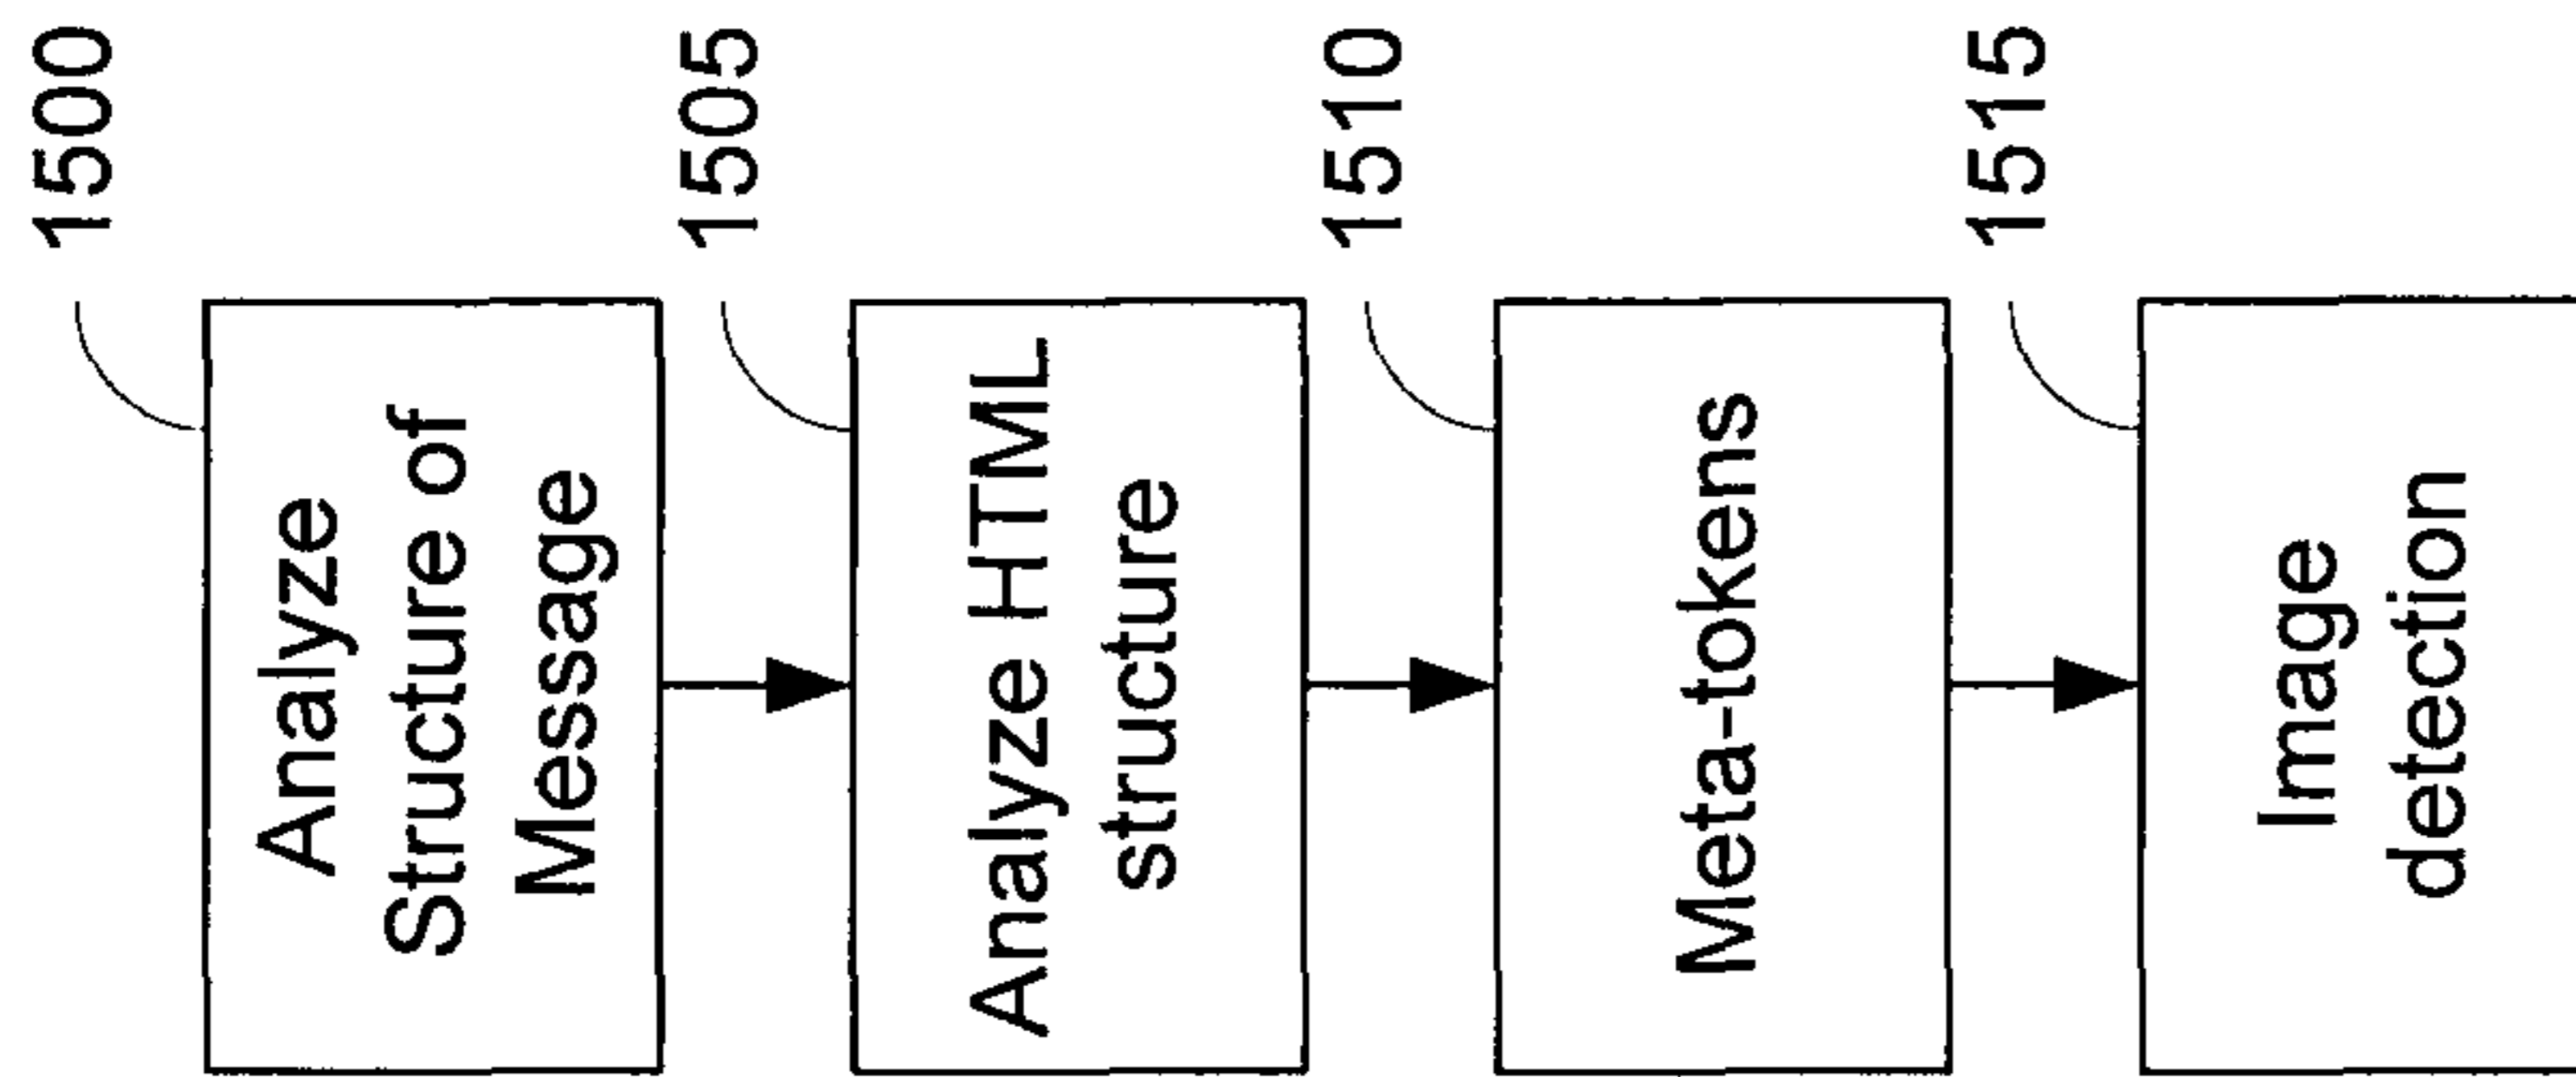 1500
Analyze
Structure of
Message
1505
Analyze HTML
structure
1510
Meta-tokens
1515
Image
detection